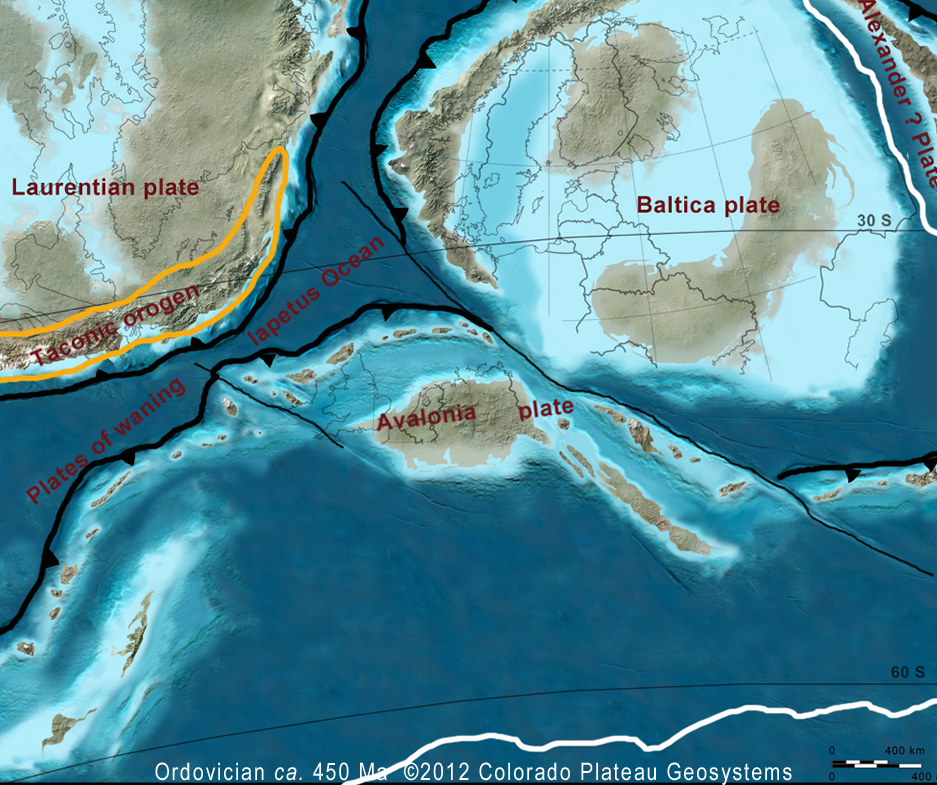 Alexander ? Plate
Laurentian plate
Baltica plate
30 S
Iapetus Ocean
Taconic orogen
Plates of waning
Avalonia plate
60 S
0 400 km
0 400
Ordovician ca. 450 Ma ©2012 Colorado Plateau Geosystems